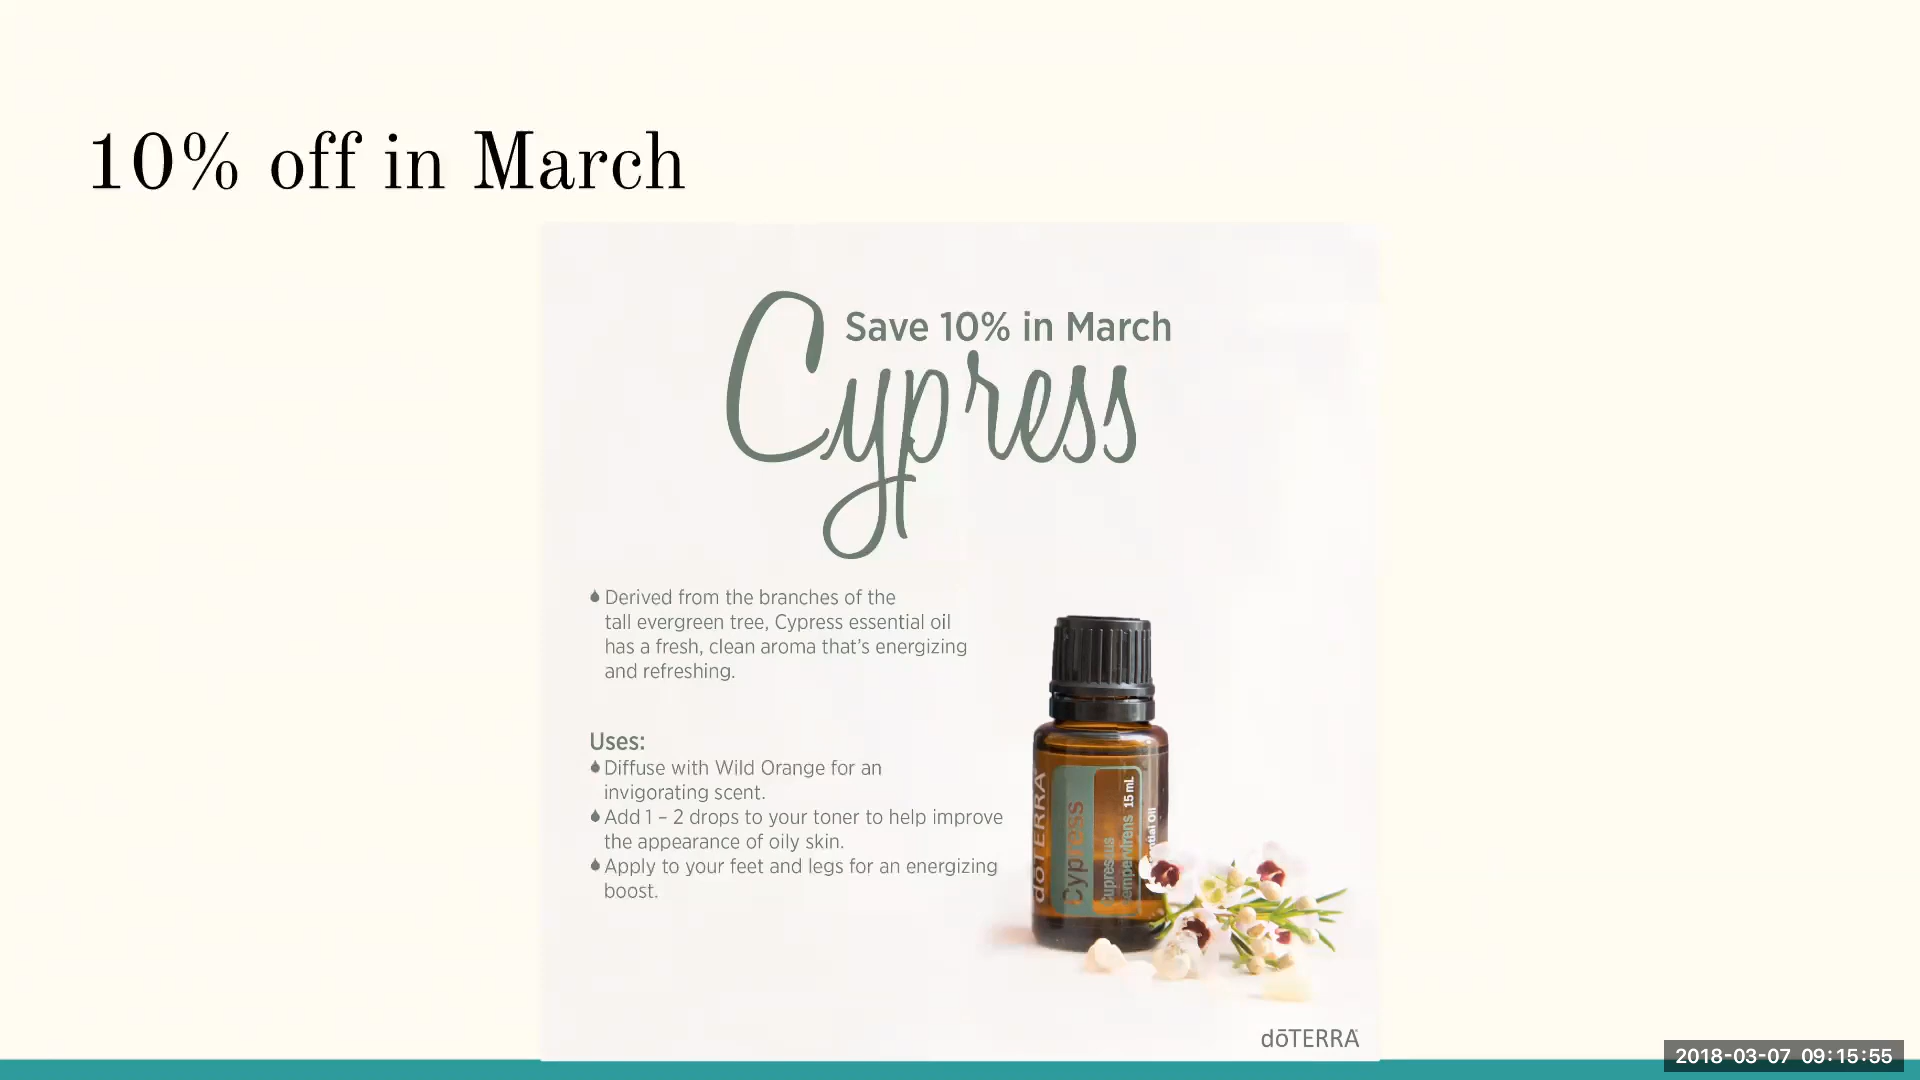 10% off in March
Save 10% in March
Cypress
Derived from the branches of the
tall evergreen tree, Cypress essential oil
has a fresh, clean aroma that's energizing
and refreshing.
Uses:
Diffuse with Wild Orange for an
invigorating scent.
Add 1 – 2 drops to your toner to help improve
the appearance of oily skin.
Apply to your feet and legs for an energizing
boost.
dōTERRA
Cypress
15 mL
dōTERRA
2018-03-07 09:15:55